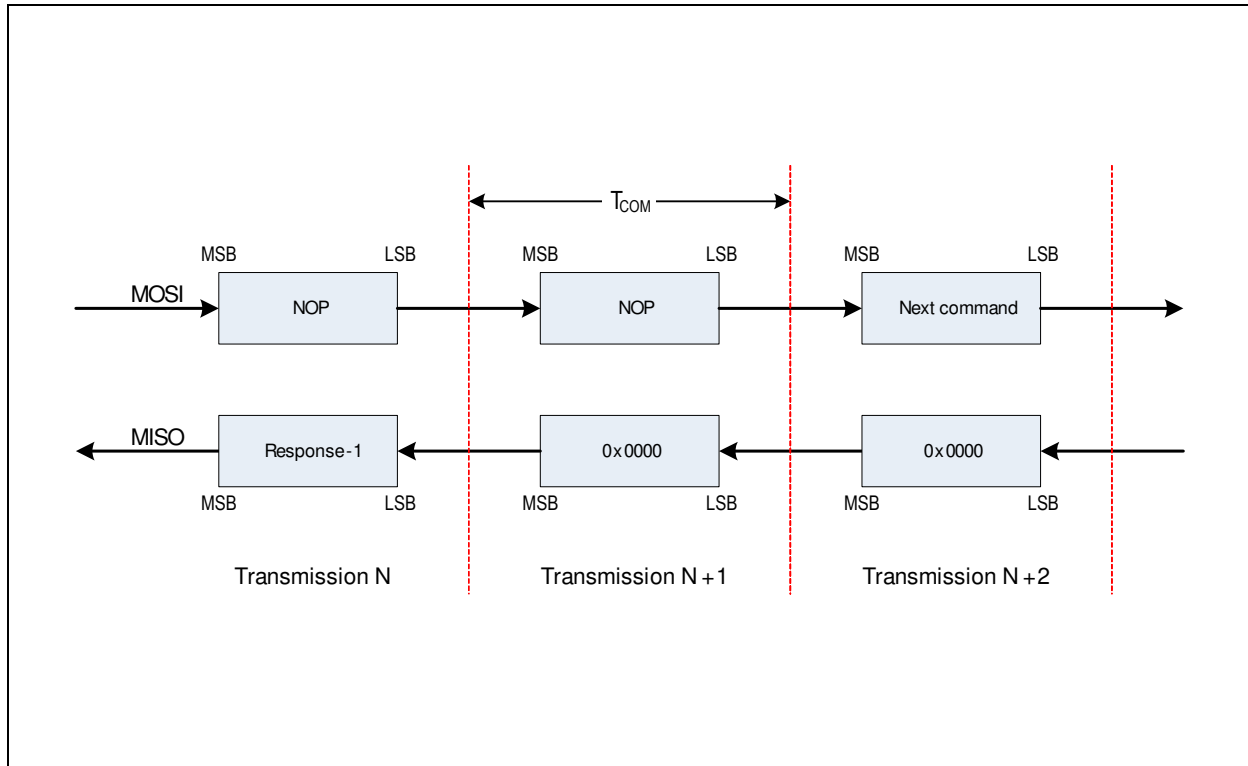 T_COM
MSB LSB MSB LSB MSB LSB
MOSI NOP NOP Next command
MISO Response-1 0x0000 0x0000
MSB LSB MSB LSB MSB LSB
Transmission N Transmission N+1 Transmission N+2